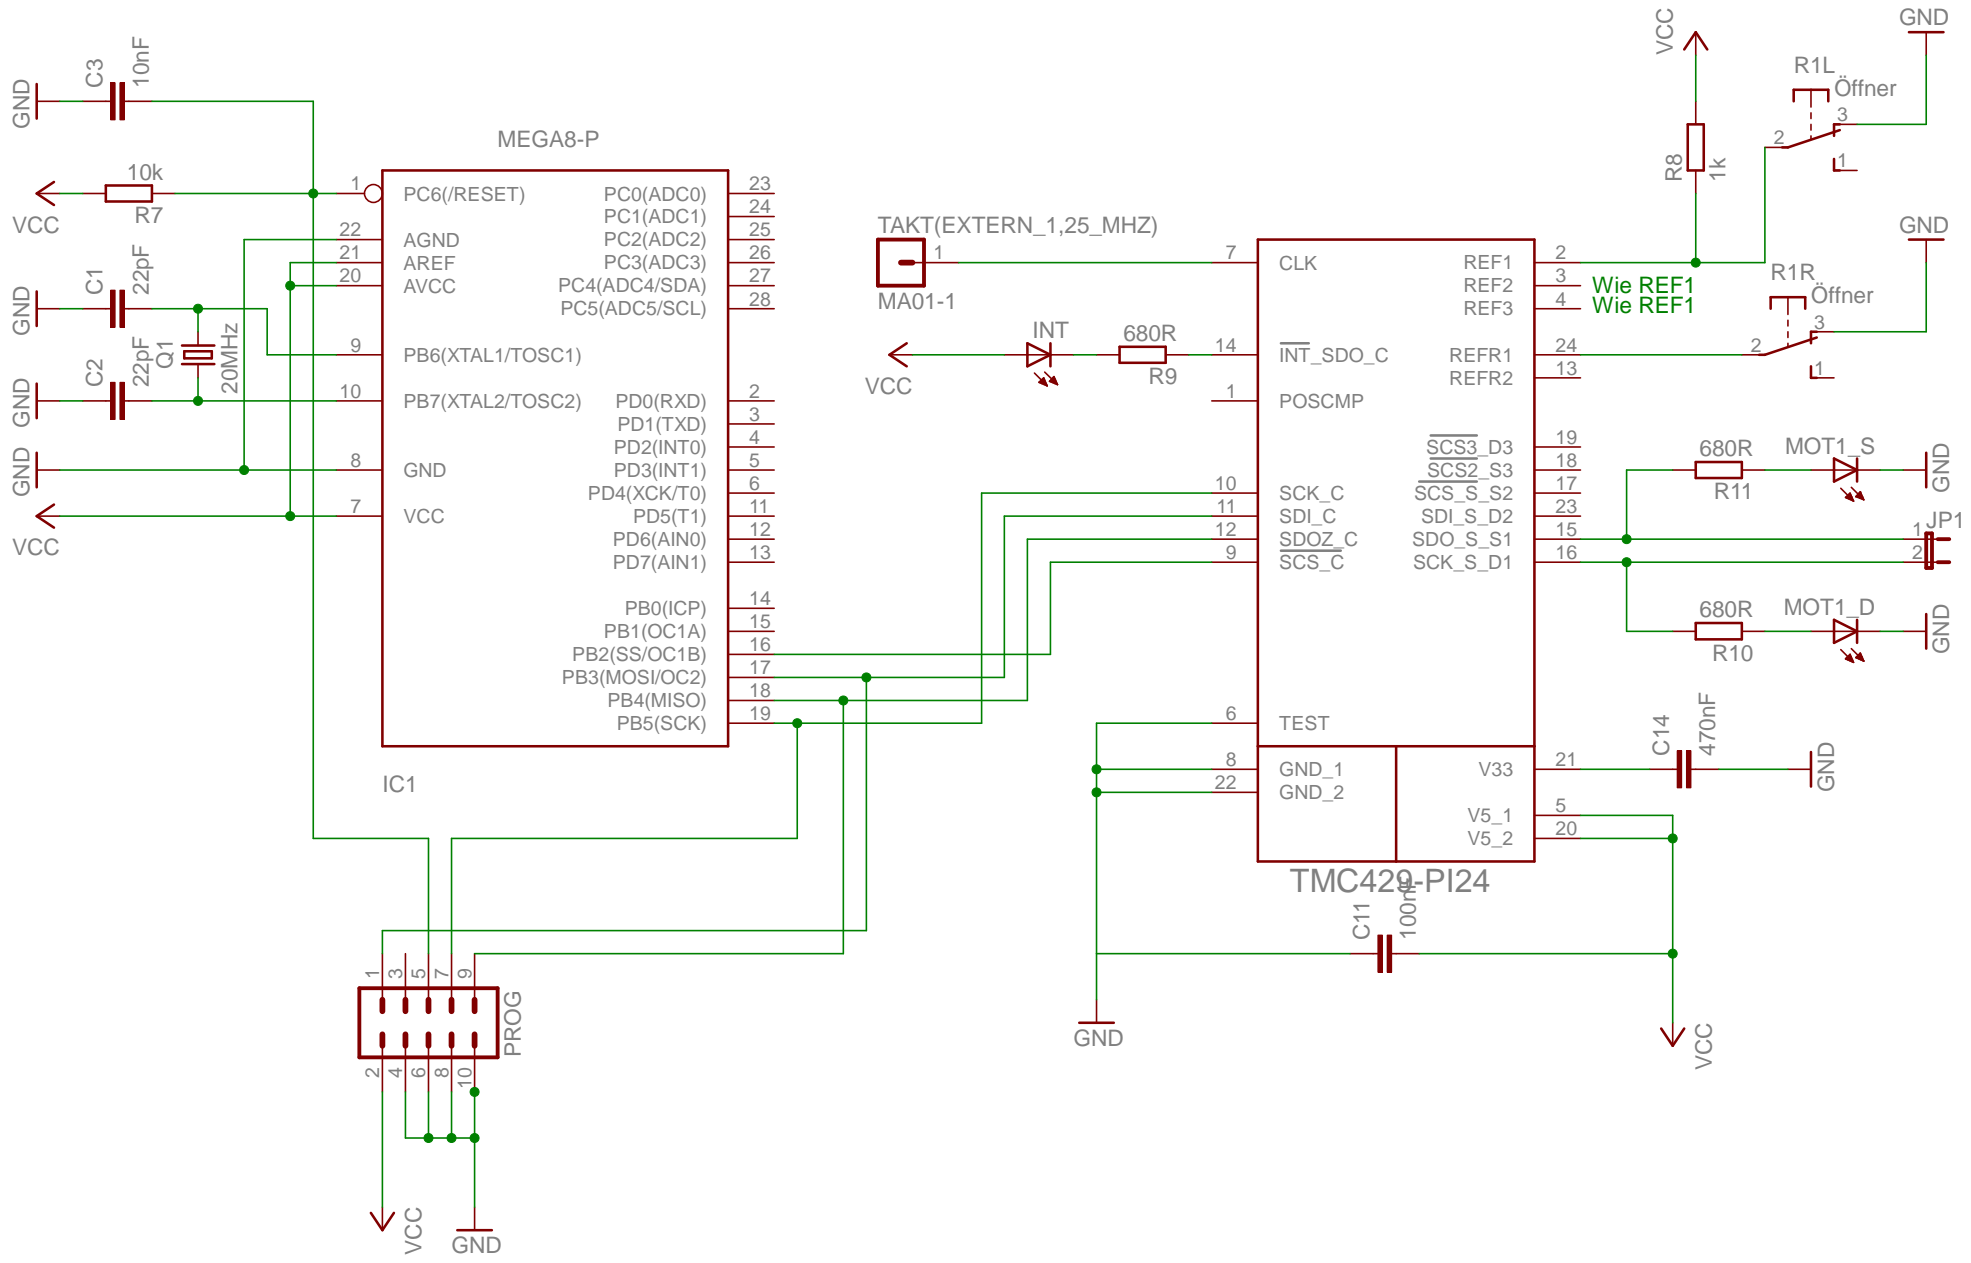 GND
C3
10nF
10k
R7
VCC
GND
C1
22pF
GND
C2
22pF
Q1
20MHz
GND
VCC
MEGA8-P
1 PC6(/RESET)
22 AGND
21 AREF
20 AVCC
9 PB6(XTAL1/TOSC1)
10 PB7(XTAL2/TOSC2)
8 GND
7 VCC
PC0(ADC0) 23
PC1(ADC1) 24
PC2(ADC2) 25
PC3(ADC3) 26
PC4(ADC4/SDA) 27
PC5(ADC5/SCL) 28
PD0(RXD) 2
PD1(TXD) 3
PD2(INT0) 4
PD3(INT1) 5
PD4(XCK/T0) 6
PD5(T1) 11
PD6(AIN0) 12
PD7(AIN1) 13
PB0(ICP) 14
PB1(OC1A) 15
PB2(SS/OC1B) 16
PB3(MOSI/OC2) 17
PB4(MISO) 18
PB5(SCK) 19
IC1
1 3 5 7 9
PROG
2 4 6 8 10
VCC
GND
TAKT(EXTERN_1,25_MHZ)
1
MA01-1
INT
680R
R9
VCC
7 CLK
14 INT_SDO_C
1 POSCMP
10 SCK_C
11 SDI_C
12 SDOZ_C
9 SCS_C
6 TEST
8 GND_1
22 GND_2
REF1 2
REF2 3
REF3 4
REFR1 24
REFR2 13
SCS3_D3 19
SCS2_S3 18
SCS_S_S2 17
SDI_S_D2 23
SDO_S_S1 15
SCK_S_D1 16
V33 21
V5_1 5
V5_2 20
TMC429-PI24
C11
100nF
GND
VCC
VCC
R8
1k
GND
R1L
Öffner
3
2
1
Wie REF1
Wie REF1
GND
R1R
Öffner
3
2
1
680R
R11
MOT1_S
GND
JP1
1
2
680R
R10
MOT1_D
GND
C14
470nF
GND